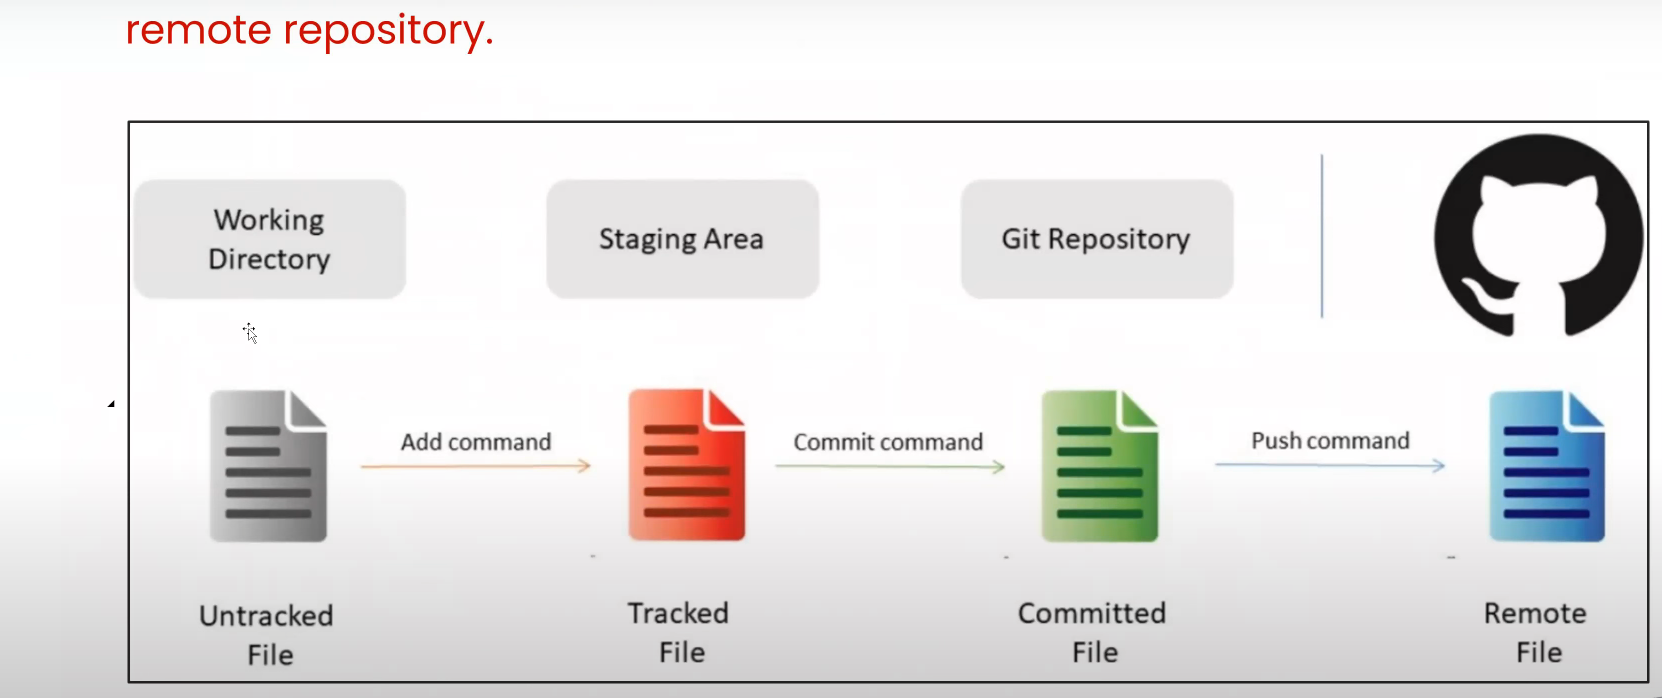 remote repository.
Working
Directory
Staging Area
Git Repository
Add command
Commit command
Push command
Untracked
File
Tracked
File
Committed
File
Remote
File